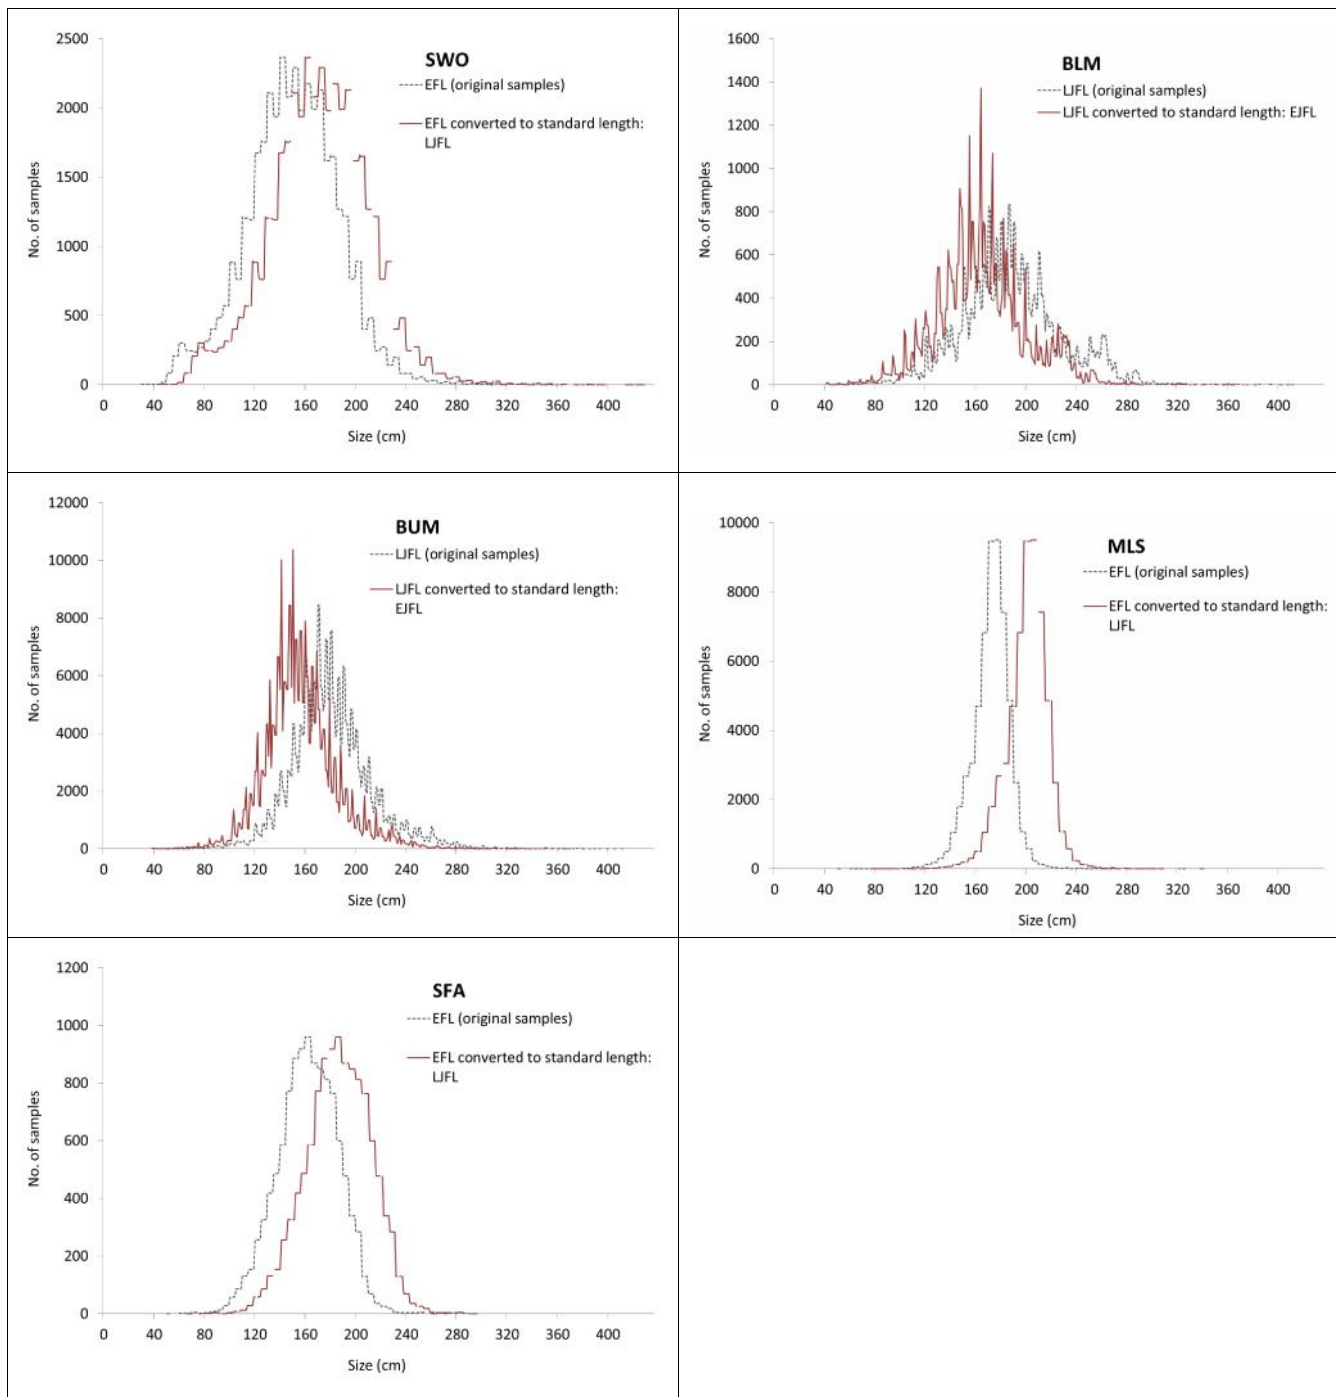 2500
2000
1500
1000
500
0
No. of samples
SWO
EFL (original samples)
EFL converted to standard length:
LJFL
0 40 80 120 160 200 240 280 320 360 400
Size (cm)
1600
1400
1200
1000
800
600
400
200
0
No. of samples
BLM
LJFL (original samples)
LJFL converted to standard length: EJFL
0 40 80 120 160 200 240 280 320 360 400
Size (cm)
12000
10000
8000
6000
4000
2000
0
No. of samples
BUM
LJFL (original samples)
LJFL converted to standard length:
EJFL
0 40 80 120 160 200 240 280 320 360 400
Size (cm)
10000
8000
6000
4000
2000
0
No. of samples
MLS
EFL (original samples)
EFL converted to standard length:
LJFL
0 40 80 120 160 200 240 280 320 360 400
Size (cm)
1200
1000
800
600
400
200
0
No. of samples
SFA
EFL (original samples)
EFL converted to standard length:
LJFL
0 40 80 120 160 200 240 280 320 360 400
Size (cm)